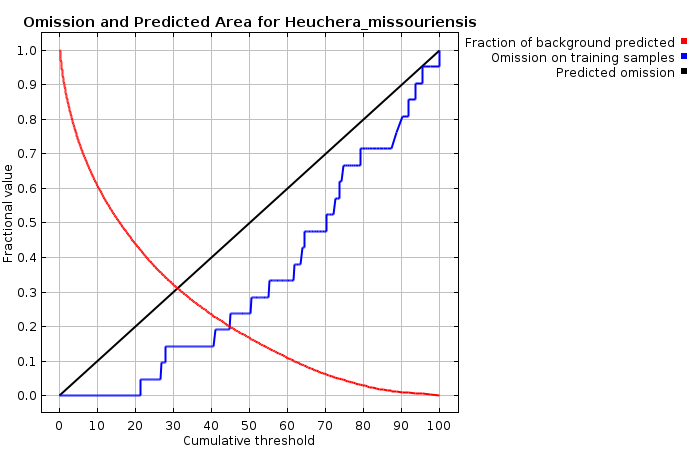 Omission and Predicted Area for Heuchera_missouriensis
Fraction of background predicted
Omission on training samples
Predicted omission
1.0
0.9
0.8
0.7
0.6
0.5
0.4
0.3
0.2
0.1
0.0
Fractional value
0 10 20 30 40 50 60 70 80 90 100
Cumulative threshold